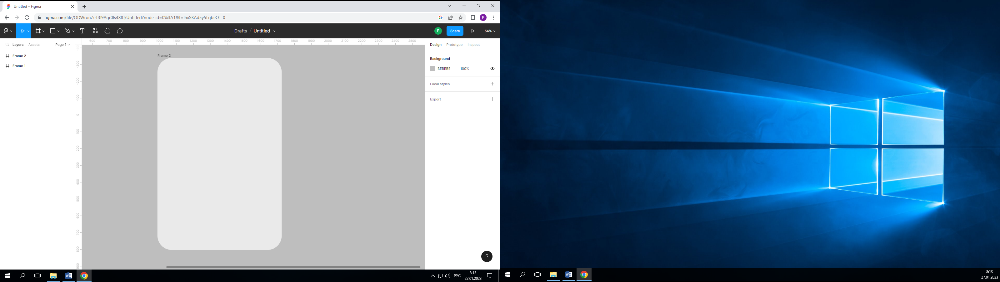 Untitled – Figma
figma.com/file/ODWronZeT3I9Agr0Is4X8J/Untitled?node-id=0%3A1&t=IhxSKAd5y5LqbeQT-0
F
T
Drafts / Untitled
F
Share
54%
Layers
Assets
Page 1
600 700 800 900 1000 1100 1200 1300 1400 1500 1600 1700 1800 1900 2000 2100 2200 2300 2400 2500
Design
Prototype
Inspect
Frame 2
Frame 1
Frame 2
-300
-200
-100
0
100
200
300
400
500
600
700
800
900
Background
BEBEBE
100%
Local styles
Export
?
W
РУС
8:13
27.01.2023
W
8:13
27.01.2023